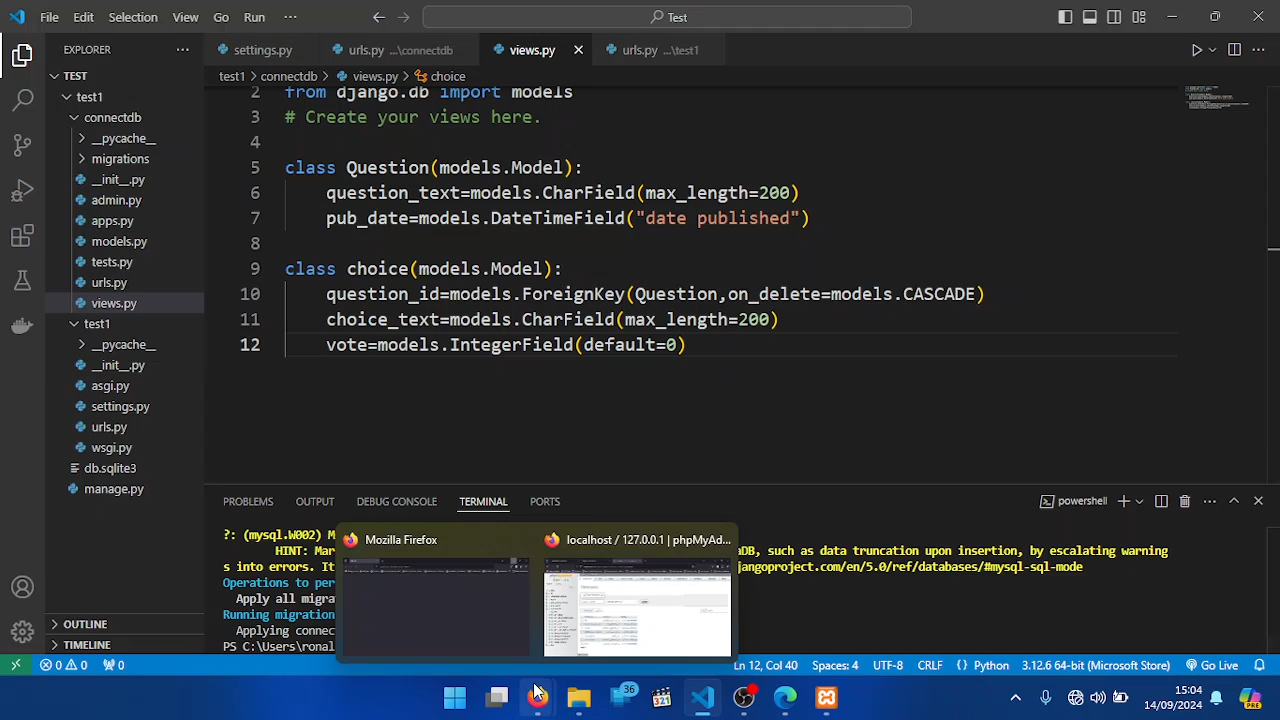 File Edit Selection View Go Run ··· Test
EXPLORER ···
settings.py urls.py ...\connectdb views.py urls.py ...\test1
test1 > connectdb > views.py > choice
TEST
test1
connectdb
__pycache__
migrations
__init__.py
admin.py
apps.py
models.py
tests.py
urls.py
views.py
test1
__pycache__
__init__.py
asgi.py
settings.py
urls.py
wsgi.py
db.sqlite3
manage.py
OUTLINE
TIMELINE
2 from django.db import models
3 # Create your views here.
4
5 class Question(models.Model):
6 question_text=models.CharField(max_length=200)
7 pub_date=models.DateTimeField("date published")
8
9 class choice(models.Model):
10 question_id=models.ForeignKey(Question,on_delete=models.CASCADE)
11 choice_text=models.CharField(max_length=200)
12 vote=models.IntegerField(default=0)
PROBLEMS OUTPUT DEBUG CONSOLE TERMINAL PORTS powershell
?: (mysql.W002) M
HINT: Mar DB, such as data truncation upon insertion, by escalating warning
s into errors. It djangoproject.com/en/5.0/ref/databases/#mysql-sql-mode
Operations to per
Apply all migra
Running mi
Applying
PS C:\Users\ronal
Mozilla Firefox
localhost / 127.0.0.1 | phpMyAd...
0 0 0 Ln 12, Col 40 Spaces: 4 UTF-8 CRLF {} Python 3.12.6 64-bit (Microsoft Store) Go Live
36
15:04
14/09/2024
PRE